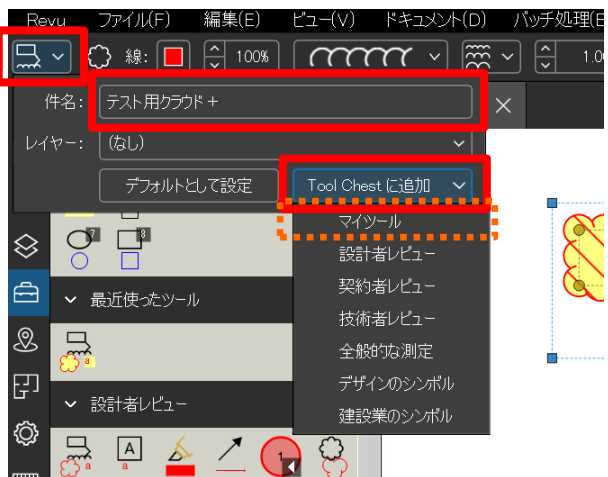 Revu ファイル(F) 編集(E) ビュー(V) ドキュメント(D) バッチ処理(E
線: 100% 1.0
件名: テスト用クラウド +
レイヤー: (なし)
デフォルトとして設定 Tool Chest に追加
マイツール
7 8
設計者レビュー
契約者レビュー
最近使ったツール
技術者レビュー
a
全般的な測定
デザインのシンボル
設計者レビュー
建設業のシンボル
a A a 1